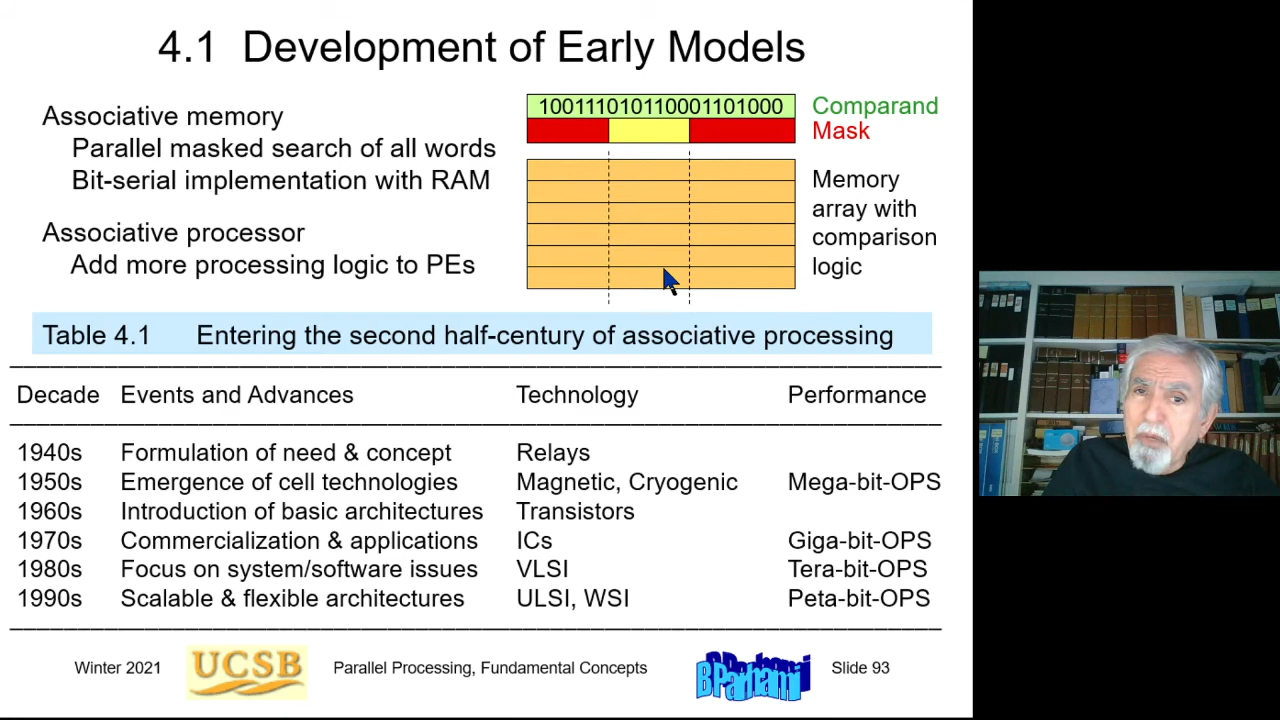 4.1 Development of Early Models
Associative memory
Parallel masked search of all words
Bit-serial implementation with RAM
Associative processor
Add more processing logic to PEs
100111010110001101000
Comparand
Mask
Memory
array with
comparison
logic
Table 4.1 Entering the second half-century of associative processing
Decade Events and Advances Technology Performance
1940s Formulation of need & concept Relays
1950s Emergence of cell technologies Magnetic, Cryogenic Mega-bit-OPS
1960s Introduction of basic architectures Transistors
1970s Commercialization & applications ICs Giga-bit-OPS
1980s Focus on system/software issues VLSI Tera-bit-OPS
1990s Scalable & flexible architectures ULSI, WSI Peta-bit-OPS
Winter 2021 UCSB Parallel Processing, Fundamental Concepts BParhami Slide 93